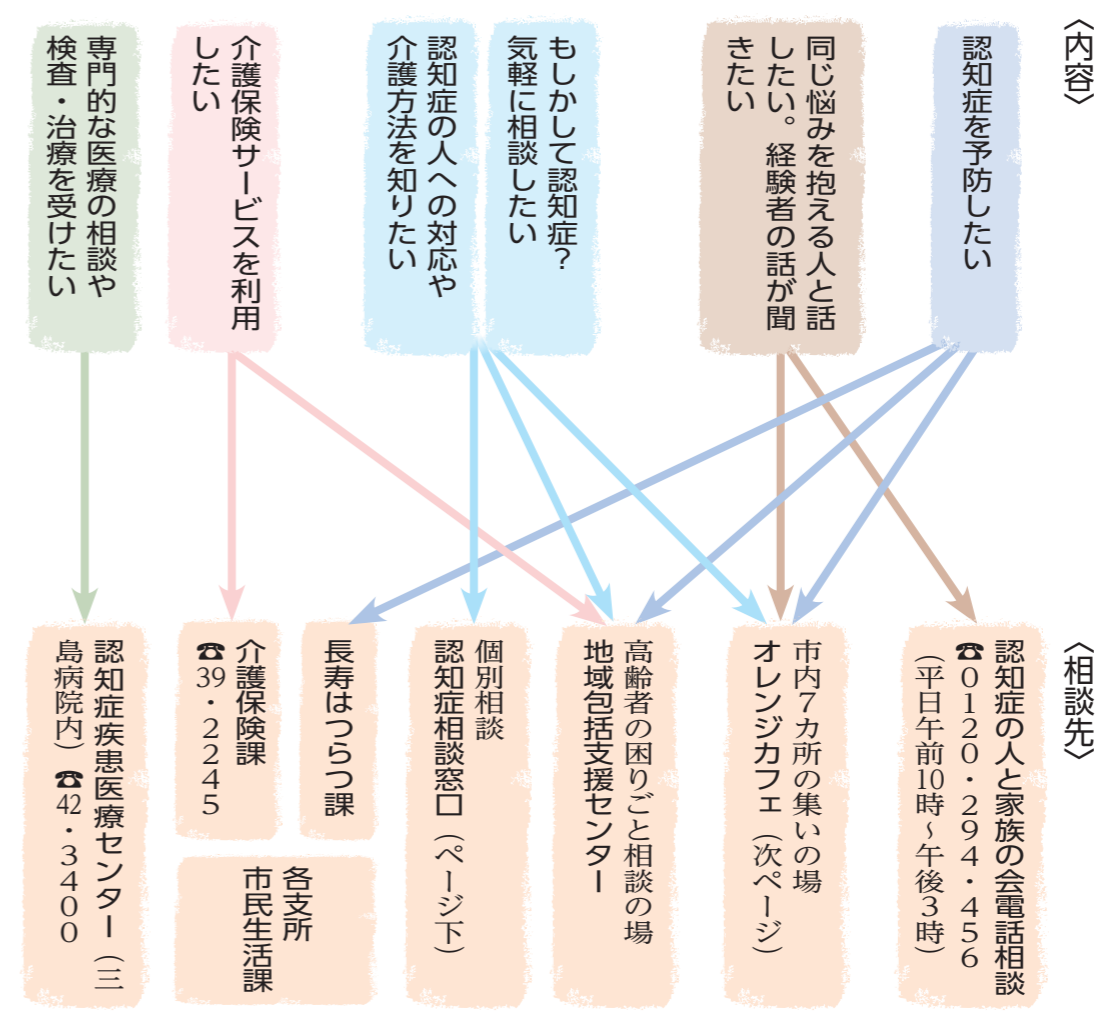 〈内容〉
認知症を予防したい
同じ悩みを抱える人と話
したい。経験者の話が聞
きたい
もしかして認知症？
気軽に相談したい
認知症の人への対応や
介護方法を知りたい
介護保険サービスを利用
したい
専門的な医療の相談や
検査・治療を受けたい
〈相談先〉
認知症の人と家族の会電話相談
☎0120・294・456
（平日午前10時～午後3時）
市内7カ所の集いの場
オレンジカフェ（次ページ）
高齢者の困りごと相談の場
地域包括支援センター
個別相談
認知症相談窓口（ページ下）
長寿はつらつ課
介護保険課
☎39・2245
各支所
市民生活課
認知症疾患医療センター（三
島病院内）☎42・3400